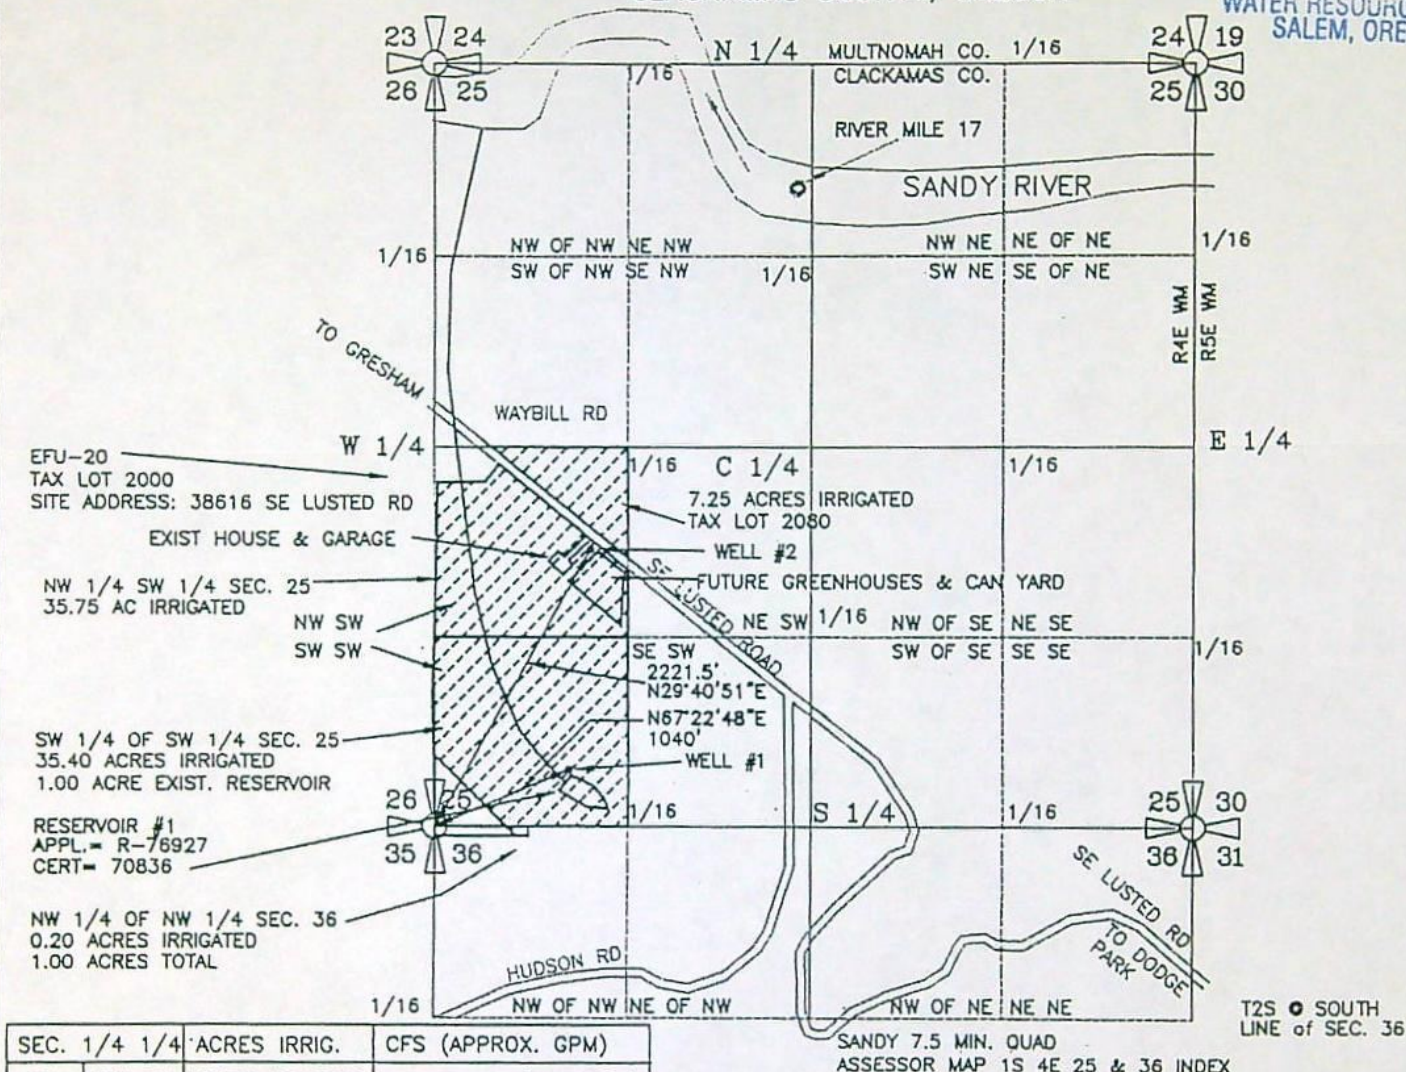 WATER RESOUR
SALEM, ORE
23 24
26 25
N 1/4
MULTNOMAH CO.
CLACKAMAS CO.
1/16
1/16
24 19
25 30
RIVER MILE 17
SANDY RIVER
NW OF NW NE NW
SW OF NW SE NW
NW NE NE OF NE
SW NE SE OF NE
1/16
1/16
1/16
R4E WM
R5E WM
TO GRESHAM
WAYBILL RD
W 1/4
1/16
C 1/4
1/16
E 1/4
EFU-20
TAX LOT 2000
SITE ADDRESS: 38616 SE LUSTED RD
7.25 ACRES IRRIGATED
TAX LOT 2080
EXIST HOUSE & GARAGE
WELL #2
FUTURE GREENHOUSES & CAN YARD
NW 1/4 SW 1/4 SEC. 25
35.75 AC IRRIGATED
SE LUSTED ROAD
NW SW
SW SW
NE SW
1/16
NW OF SE NE SE
SW OF SE SE SE
1/16
SE SW
2221.5'
N29°40'51"E
N67°22'48"E
1040'
WELL #1
SW 1/4 OF SW 1/4 SEC. 25
35.40 ACRES IRRIGATED
1.00 ACRE EXIST. RESERVOIR
26 25
35 36
1/16
S 1/4
1/16
25 30
36 31
RESERVOIR #1
APPL.= R-76927
CERT= 70836
NW 1/4 OF NW 1/4 SEC. 36
0.20 ACRES IRRIGATED
1.00 ACRES TOTAL
SE LUSTED RD
TO DODGE
PARK
HUDSON RD
1/16
NW OF NW NE OF NW
NW OF NE NE NE
T2S SOUTH
LINE of SEC. 36
SANDY 7.5 MIN. QUAD
ASSESSOR MAP 1S 4E 25 & 36 INDEX
SEC. 1/4 1/4 ACRES IRRIG. CFS (APPROX. GPM)